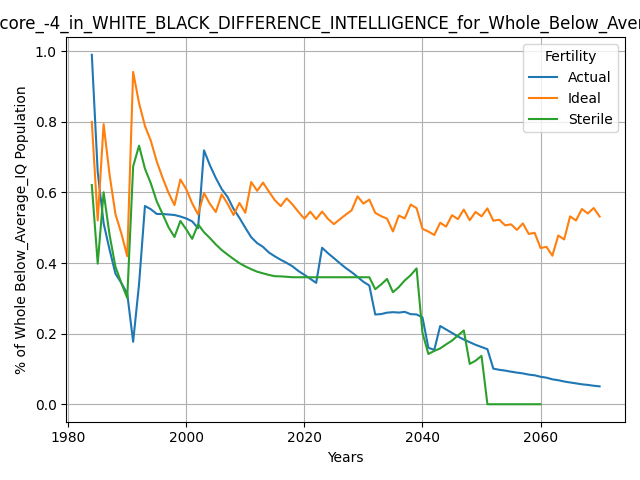 core_-4_in_WHITE_BLACK_DIFFERENCE_INTELLIGENCE_for_Whole_Below_Aver
Fertility
Actual
Ideal
Sterile
% of Whole Below_Average_IQ Population
1.0
0.8
0.6
0.4
0.2
0.0
1980 2000 2020 2040 2060
Years